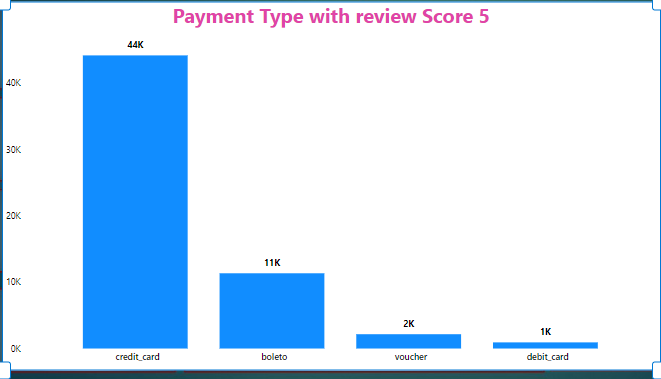 Payment Type with review Score 5
44K
40K
30K
20K
11K
10K
2K
1K
0K
credit_card boleto voucher debit_card